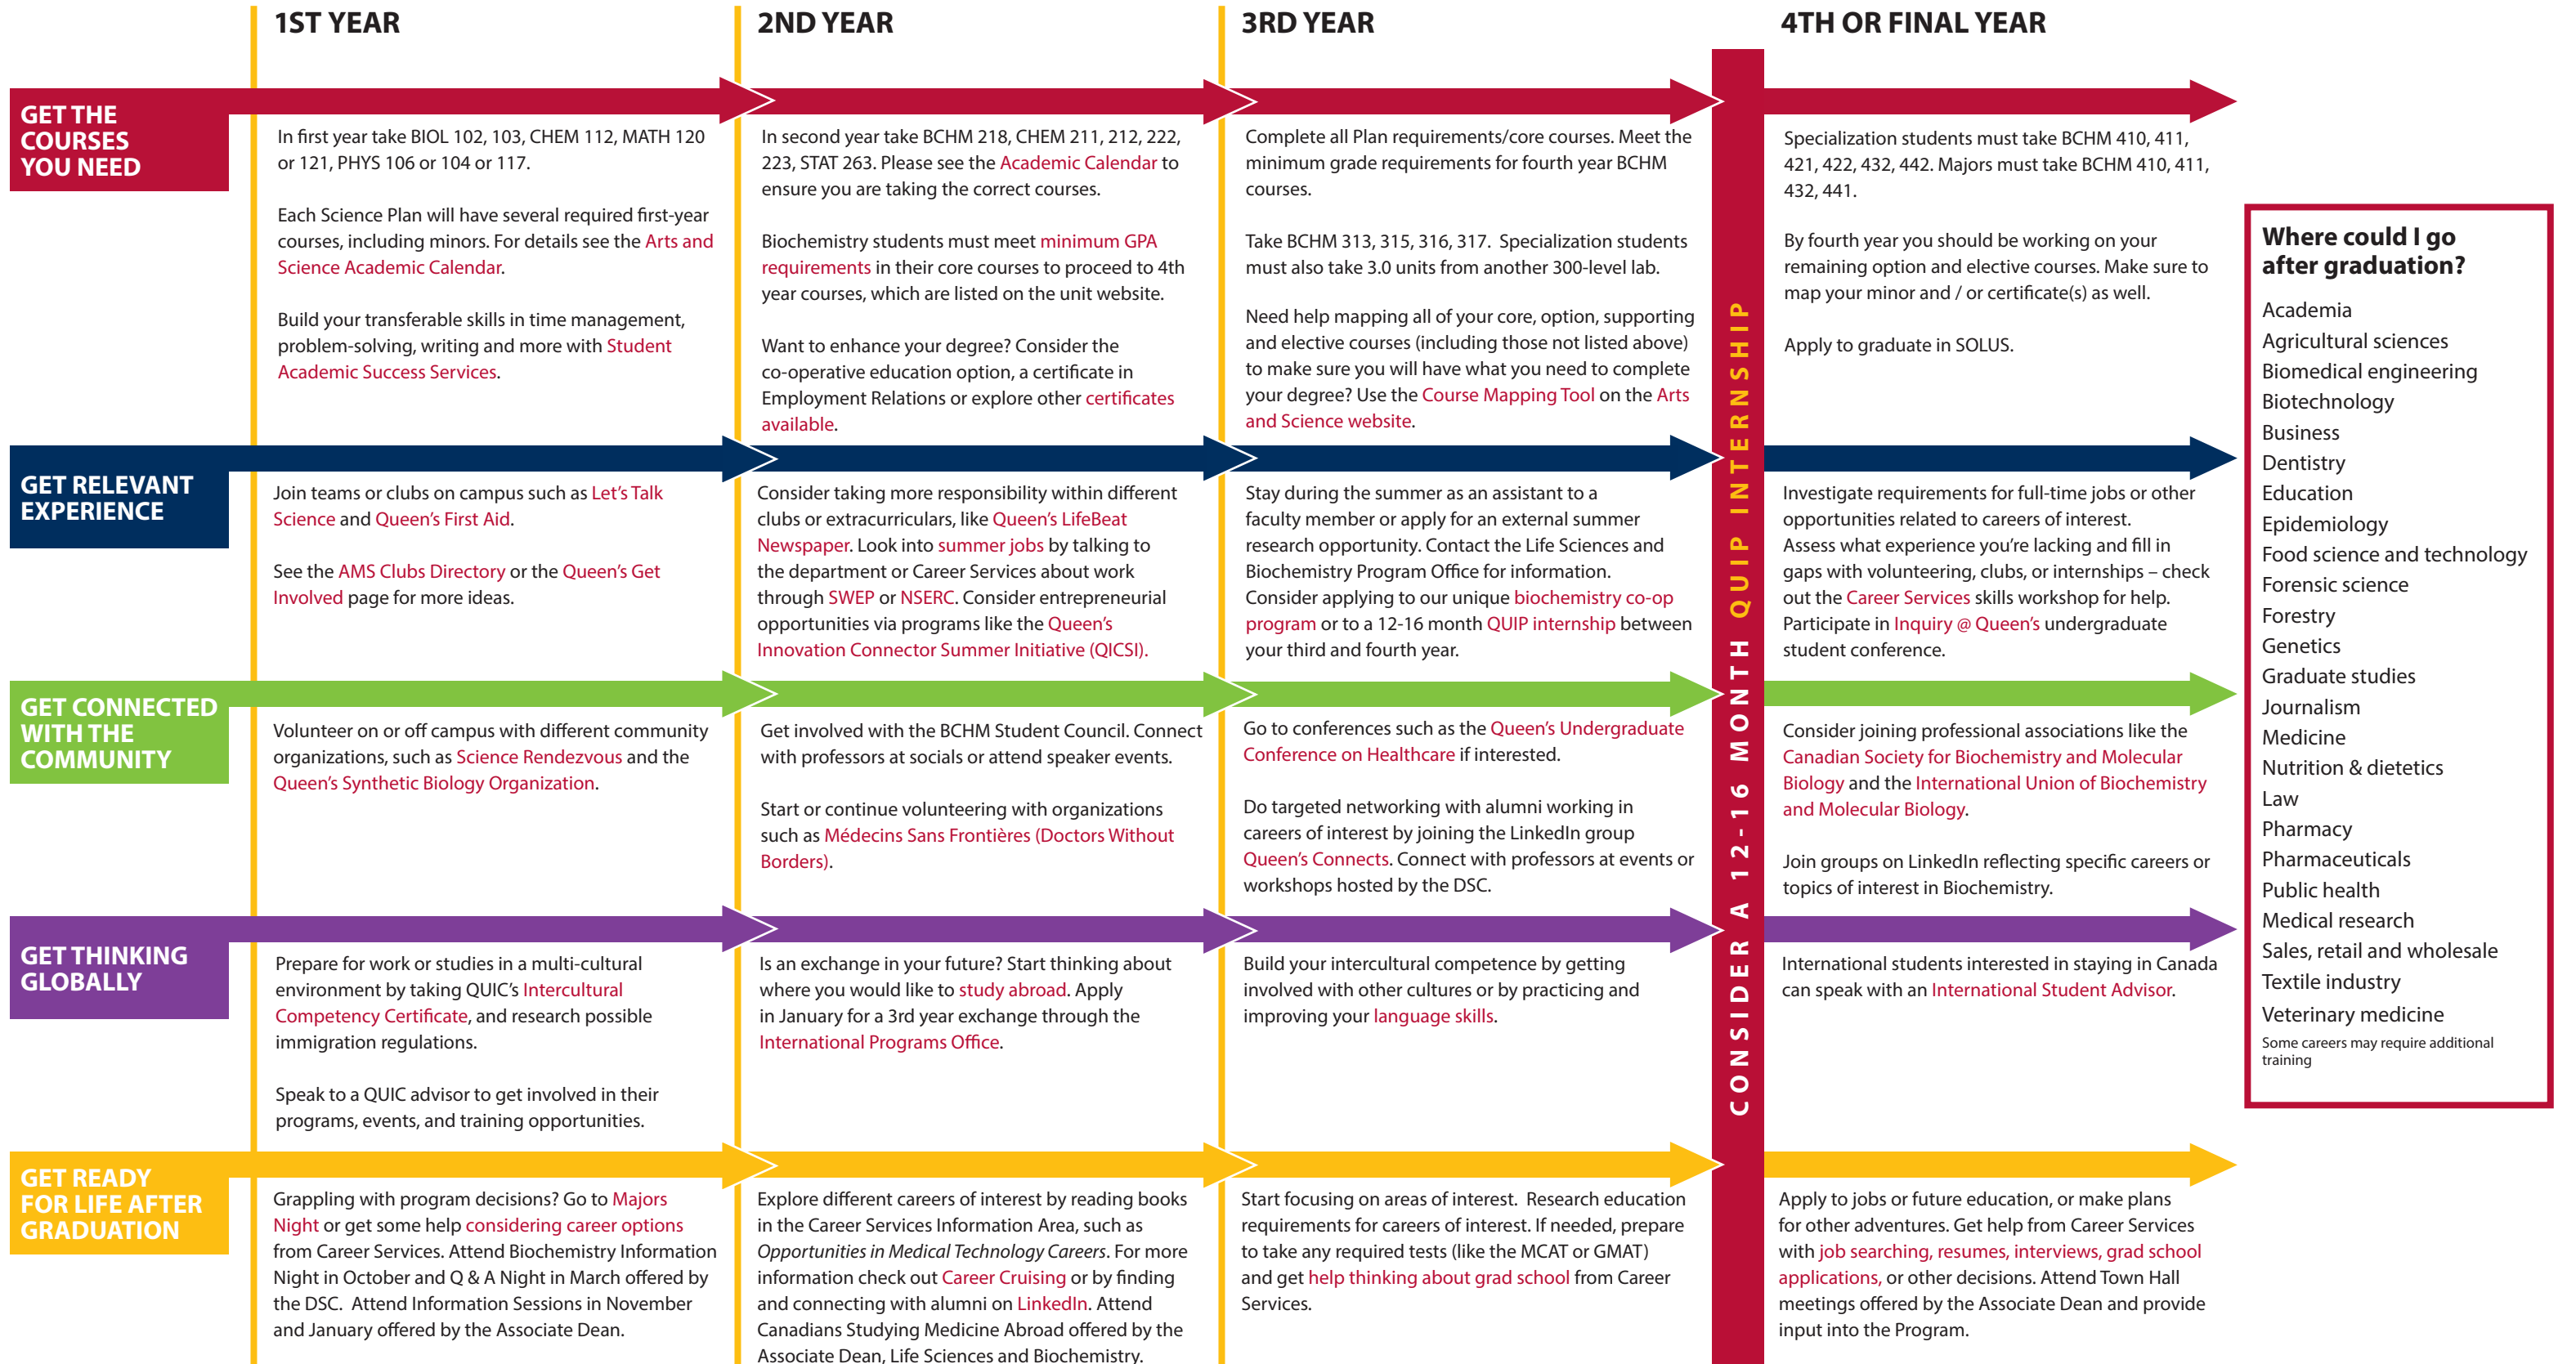 1ST YEAR
2ND YEAR
3RD YEAR
4TH OR FINAL YEAR
GET THE
COURSES
YOU NEED
In first year take BIOL 102, 103, CHEM 112, MATH 120
or 121, PHYS 106 or 104 or 117.
Each Science Plan will have several required first-year
courses, including minors. For details see the Arts and
Science Academic Calendar.
Build your transferable skills in time management,
problem-solving, writing and more with Student
Academic Success Services.
In second year take BCHM 218, CHEM 211, 212, 222,
223, STAT 263. Please see the Academic Calendar to
ensure you are taking the correct courses.
Biochemistry students must meet minimum GPA
requirements in their core courses to proceed to 4th
year courses, which are listed on the unit website.
Want to enhance your degree? Consider the
co-operative education option, a certificate in
Employment Relations or explore other certificates
available.
Complete all Plan requirements/core courses. Meet the
minimum grade requirements for fourth year BCHM
courses.
Take BCHM 313, 315, 316, 317. Specialization students
must also take 3.0 units from another 300-level lab.
Need help mapping all of your core, option, supporting
and elective courses (including those not listed above)
to make sure you will have what you need to complete
your degree? Use the Course Mapping Tool on the Arts
and Science website.
Specialization students must take BCHM 410, 411,
421, 422, 432, 442. Majors must take BCHM 410, 411,
432, 441.
By fourth year you should be working on your
remaining option and elective courses. Make sure to
map your minor and / or certificate(s) as well.
Apply to graduate in SOLUS.
GET RELEVANT
EXPERIENCE
Join teams or clubs on campus such as Let's Talk
Science and Queen's First Aid.
See the AMS Clubs Directory or the Queen's Get
Involved page for more ideas.
Consider taking more responsibility within different
clubs or extracurriculars, like Queen's LifeBeat
Newspaper. Look into summer jobs by talking to
the department or Career Services about work
through SWEP or NSERC. Consider entrepreneurial
opportunities via programs like the Queen's
Innovation Connector Summer Initiative (QICSI).
Stay during the summer as an assistant to a
faculty member or apply for an external summer
research opportunity. Contact the Life Sciences and
Biochemistry Program Office for information.
Consider applying to our unique biochemistry co-op
program or to a 12-16 month QUIP internship between
your third and fourth year.
Investigate requirements for full-time jobs or other
opportunities related to careers of interest.
Assess what experience you're lacking and fill in
gaps with volunteering, clubs, or internships – check
out the Career Services skills workshop for help.
Participate in Inquiry @ Queen's undergraduate
student conference.
GET CONNECTED
WITH THE
COMMUNITY
Volunteer on or off campus with different community
organizations, such as Science Rendezvous and the
Queen's Synthetic Biology Organization.
Get involved with the BCHM Student Council. Connect
with professors at socials or attend speaker events.
Start or continue volunteering with organizations
such as Médecins Sans Frontières (Doctors Without
Borders).
Go to conferences such as the Queen's Undergraduate
Conference on Healthcare if interested.
Do targeted networking with alumni working in
careers of interest by joining the LinkedIn group
Queen's Connects. Connect with professors at events or
workshops hosted by the DSC.
Consider joining professional associations like the
Canadian Society for Biochemistry and Molecular
Biology and the International Union of Biochemistry
and Molecular Biology.
Join groups on LinkedIn reflecting specific careers or
topics of interest in Biochemistry.
GET THINKING
GLOBALLY
Prepare for work or studies in a multi-cultural
environment by taking QUIC's Intercultural
Competency Certificate, and research possible
immigration regulations.
Speak to a QUIC advisor to get involved in their
programs, events, and training opportunities.
Is an exchange in your future? Start thinking about
where you would like to study abroad. Apply
in January for a 3rd year exchange through the
International Programs Office.
Build your intercultural competence by getting
involved with other cultures or by practicing and
improving your language skills.
International students interested in staying in Canada
can speak with an International Student Advisor.
GET READY
FOR LIFE AFTER
GRADUATION
Grappling with program decisions? Go to Majors
Night or get some help considering career options
from Career Services. Attend Biochemistry Information
Night in October and Q & A Night in March offered by
the DSC. Attend Information Sessions in November
and January offered by the Associate Dean.
Explore different careers of interest by reading books
in the Career Services Information Area, such as
Opportunities in Medical Technology Careers. For more
information check out Career Cruising or by finding
and connecting with alumni on LinkedIn. Attend
Canadians Studying Medicine Abroad offered by the
Associate Dean, Life Sciences and Biochemistry.
Start focusing on areas of interest. Research education
requirements for careers of interest. If needed, prepare
to take any required tests (like the MCAT or GMAT)
and get help thinking about grad school from Career
Services.
Apply to jobs or future education, or make plans
for other adventures. Get help from Career Services
with job searching, resumes, interviews, grad school
applications, or other decisions. Attend Town Hall
meetings offered by the Associate Dean and provide
input into the Program.
CONSIDER A 12-16 MONTH QUIP INTERNSHIP
Where could I go
after graduation?
Academia
Agricultural sciences
Biomedical engineering
Biotechnology
Business
Dentistry
Education
Epidemiology
Food science and technology
Forensic science
Forestry
Genetics
Graduate studies
Journalism
Medicine
Nutrition & dietetics
Law
Pharmacy
Pharmaceuticals
Public health
Medical research
Sales, retail and wholesale
Textile industry
Veterinary medicine
Some careers may require additional
training